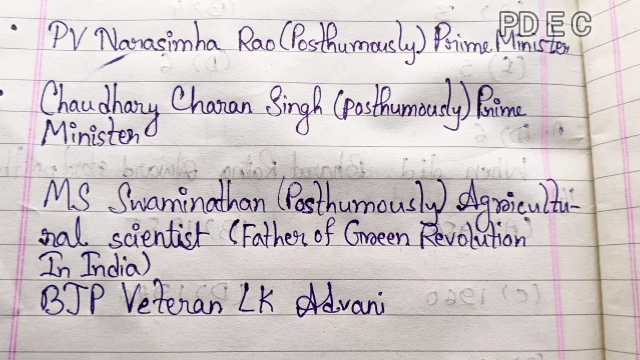 PDEC
• PV Narasimha Rao (Posthumously) Prime Minister
• Chaudhary Charan Singh (posthumously) Prime
Minister
MS Swaminathan (Posthumously) Agricultu-
ral scientist (Father of Green Revolution
In India)
BJP Veteran LK Advani